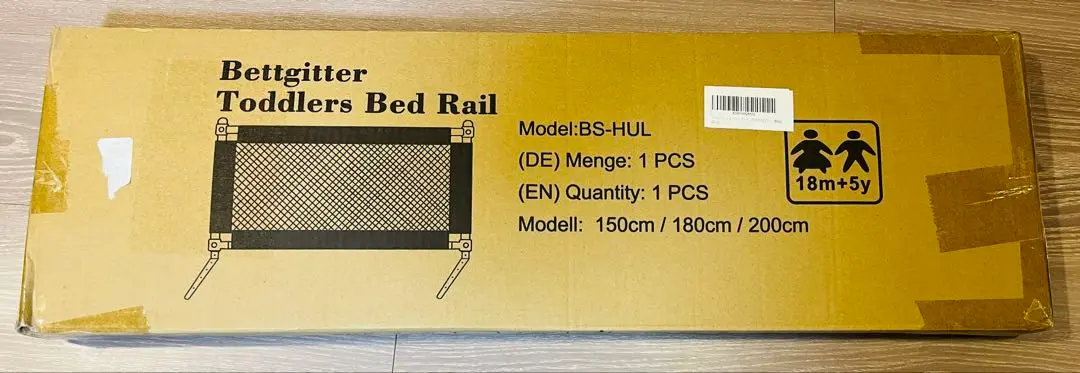 Bettgitter
Toddlers Bed Rail
Model:BS-HUL
(DE) Menge: 1 PCS
(EN) Quantity: 1 PCS
Modell: 150cm / 180cm / 200cm
18m+5y